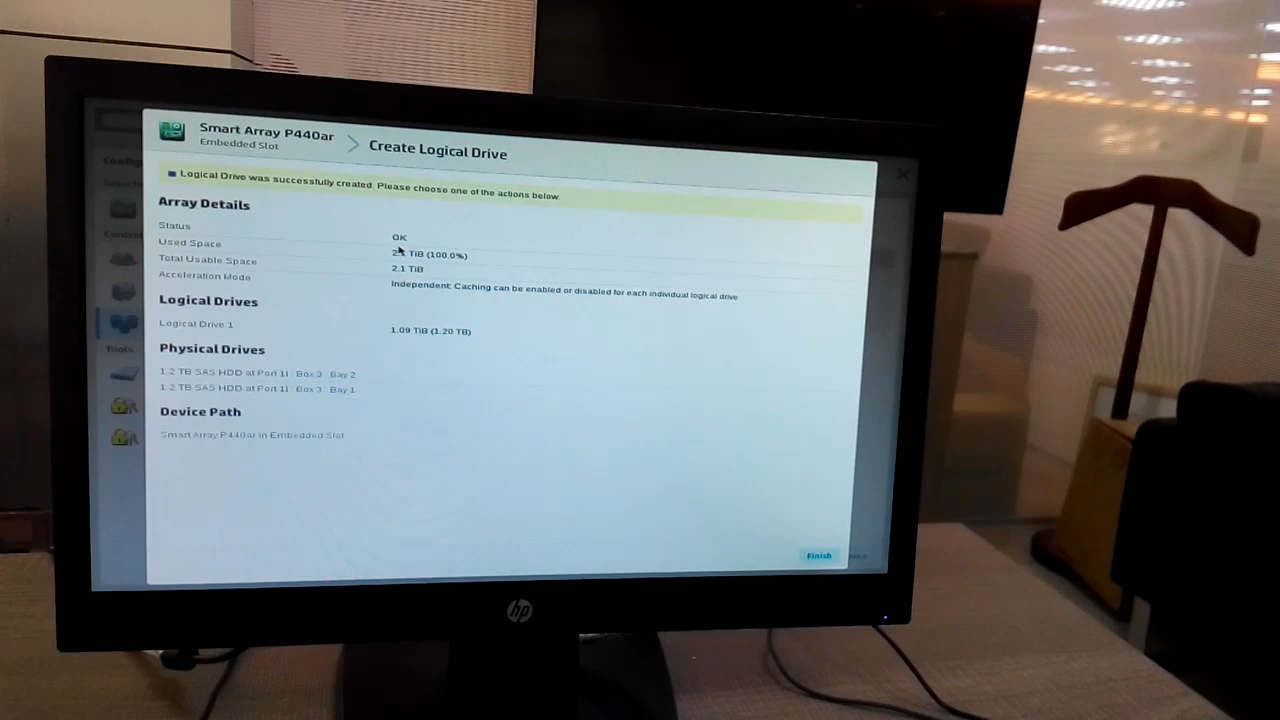 Smart Array P440ar
Embedded Slot
Create Logical Drive
Logical Drive was successfully created. Please choose one of the actions below.
Array Details
Status OK
Used Space TiB (100.0%)
Total Usable Space 2.1 TiB
Acceleration Mode Independent: Caching can be enabled or disabled for each individual logical drive
Logical Drives
Logical Drive 1 1.09 TiB (1.20 TB)
Physical Drives
1.2 TB SAS HDD at Port 1I : Box 3 : Bay 2
1.2 TB SAS HDD at Port 1I : Box 3 : Bay 1
Device Path
Smart Array P440ar in Embedded Slot
Tools
Finish
hp